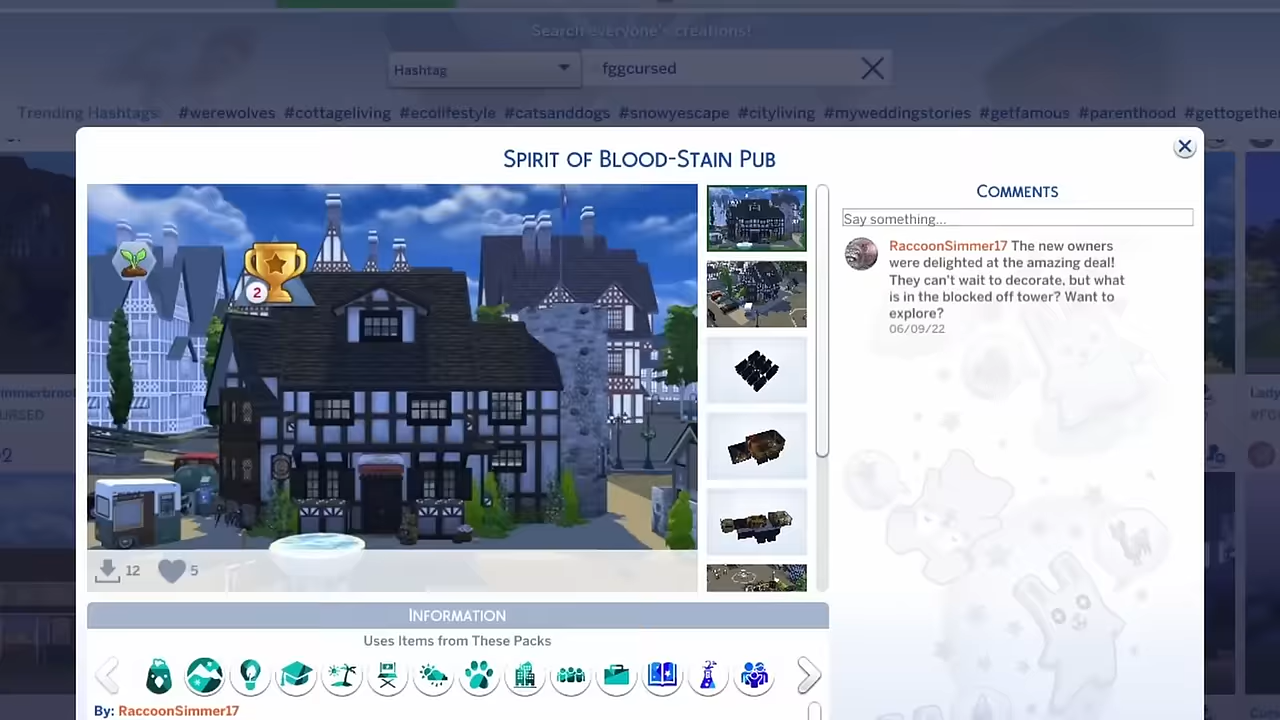 Search everyone's creations!
Hashtag
fggcursed
Trending Hashtags: #werewolves #cottageliving #ecolifestyle #catsanddogs #snowyescape #cityliving #myweddingstories #getfamous #parenthood #gettogether
SPIRIT OF BLOOD-STAIN PUB
COMMENTS
Say something...
RaccoonSimmer17 The new owners
were delighted at the amazing deal!
They can't wait to decorate, but what
is in the blocked off tower? Want to
explore?
06/09/22
2
12
5
INFORMATION
Uses Items from These Packs
By: RaccoonSimmer17